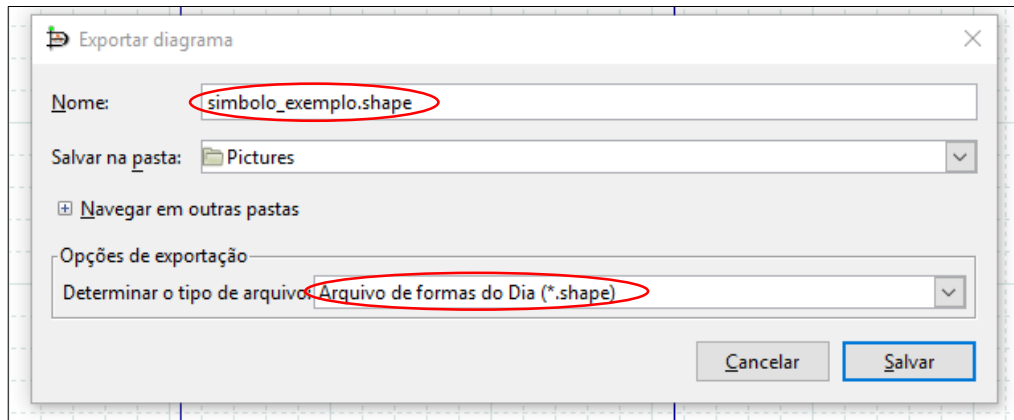 Exportar diagrama
Nome: simbolo_exemplo.shape
Salvar na pasta: Pictures
Navegar em outras pastas
Opções de exportação
Determinar o tipo de arquivo: Arquivo de formas do Dia (*.shape)
Cancelar Salvar